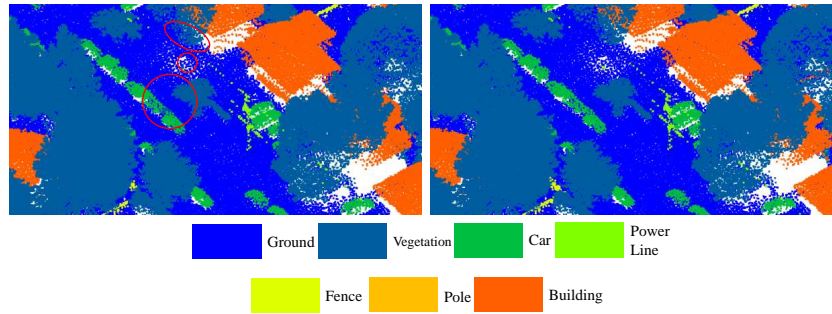 Ground
Vegetation
Car
Power
Line
Fence
Pole
Building